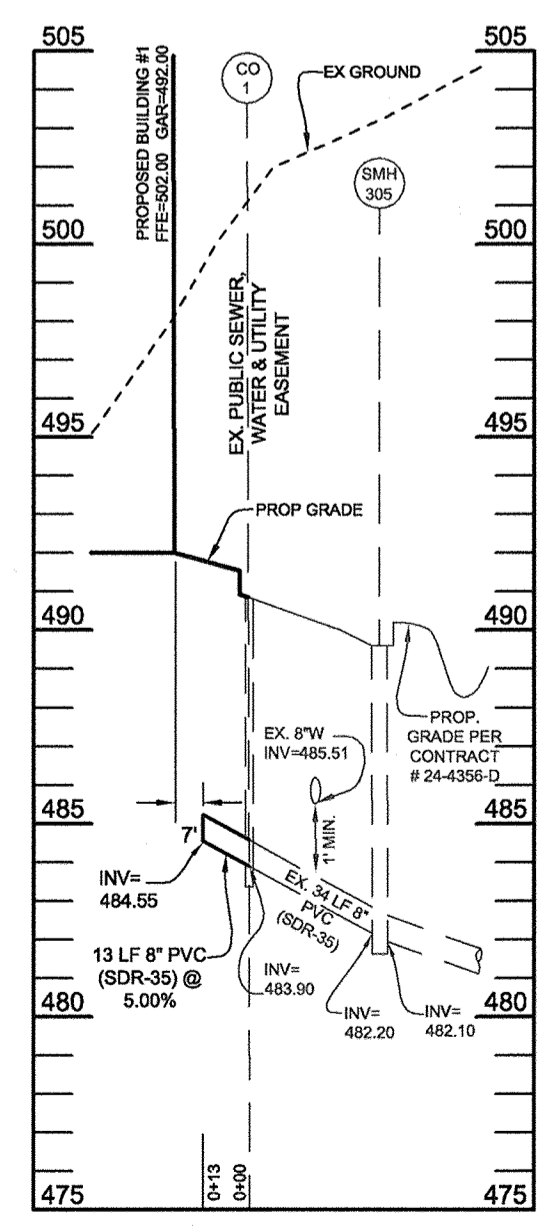 505
505
PROPOSED BUILDING #1
FFE=502.00 GAR=492.00
CO
1
EX GROUND
SMH
305
500
500
EX. PUBLIC SEWER,
WATER & UTILITY
EASEMENT
495
495
PROP GRADE
490
490
EX. 8"W
INV=485.51
PROP.
GRADE PER
CONTRACT
# 24-4356-D
485
485
7'
1' MIN.
INV=
484.55
EX. 34 LF 8"
PVC
(SDR-35)
13 LF 8" PVC
(SDR-35) @
5.00%
INV=
483.90
INV=
482.20
INV=
482.10
480
480
0+13
0+00
475
475